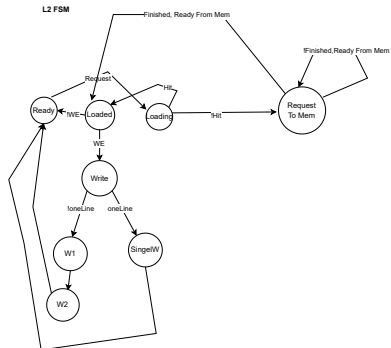 L2 FSM
Finished, Ready From Mem
!Finished,Ready From Mem
Request
Hit
Ready
!WE
Loaded
Loading
!Hit
Request
To Mem
WE
Write
!oneLine
oneLine
W1
SingelW
W2